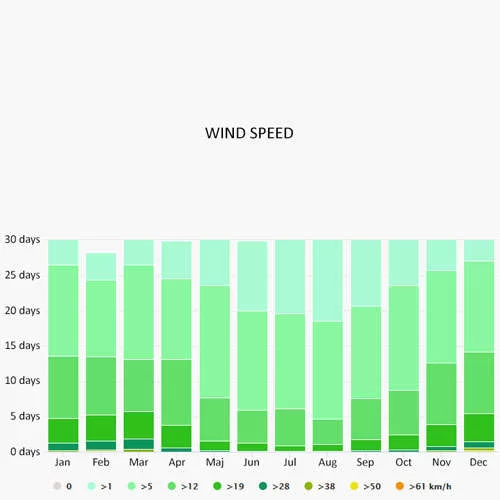 WIND SPEED
30 days
25 days
20 days
15 days
10 days
5 days
0 days
Jan Feb Mar Apr Maj Jun Jul Aug Sep Oct Nov Dec
0 >1 >5 >12 >19 >28 >38 >50 >61 km/h